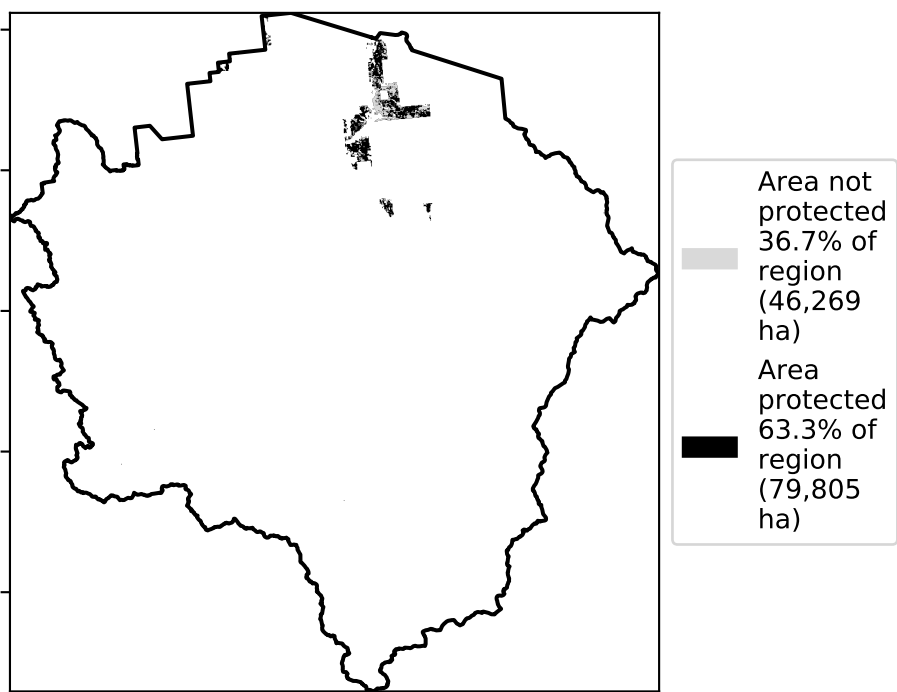 Area not
protected
36.7% of
region
(46,269
ha)
Area
protected
63.3% of
region
(79,805
ha)